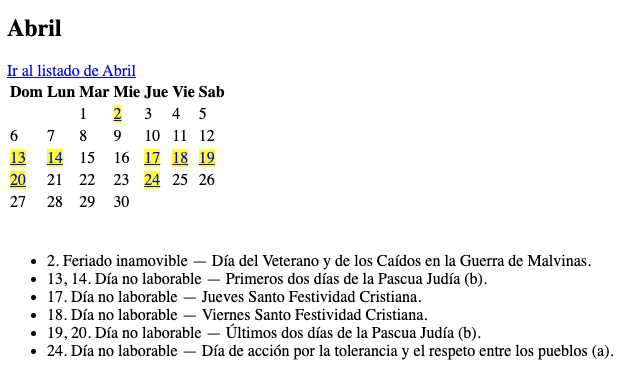 Abril
Ir al listado de Abril
Dom Lun Mar Mie Jue Vie Sab
1 2 3 4 5
6 7 8 9 10 11 12
13 14 15 16 17 18 19
20 21 22 23 24 25 26
27 28 29 30
• 2. Feriado inamovible — Día del Veterano y de los Caídos en la Guerra de Malvinas.
• 13, 14. Día no laborable — Primeros dos días de la Pascua Judía (b).
• 17. Día no laborable — Jueves Santo Festividad Cristiana.
• 18. Día no laborable — Viernes Santo Festividad Cristiana.
• 19, 20. Día no laborable — Últimos dos días de la Pascua Judía (b).
• 24. Día no laborable — Día de acción por la tolerancia y el respeto entre los pueblos (a).